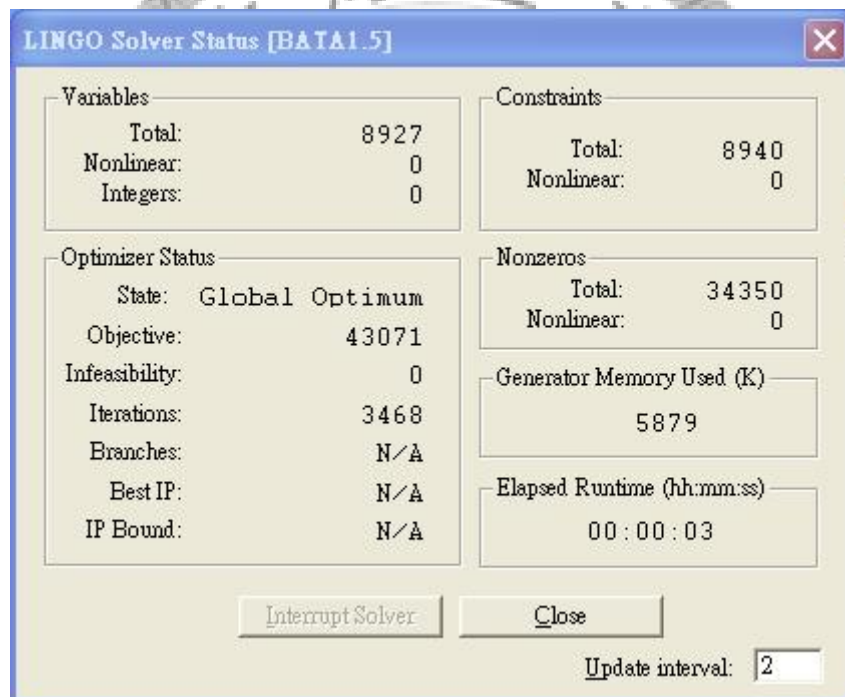 LINGO Solver Status [BATA1.5]
Variables
Total: 8927
Nonlinear: 0
Integers: 0
Constraints
Total: 8940
Nonlinear: 0
Optimizer Status
State: Global Optimum
Objective: 43071
Infeasibility: 0
Iterations: 3468
Branches: N/A
Best IP: N/A
IP Bound: N/A
Nonzeros
Total: 34350
Nonlinear: 0
Generator Memory Used (K)
5879
Elapsed Runtime (hh:mm:ss)
00:00:03
Interrupt Solver
Close
Update interval: 2